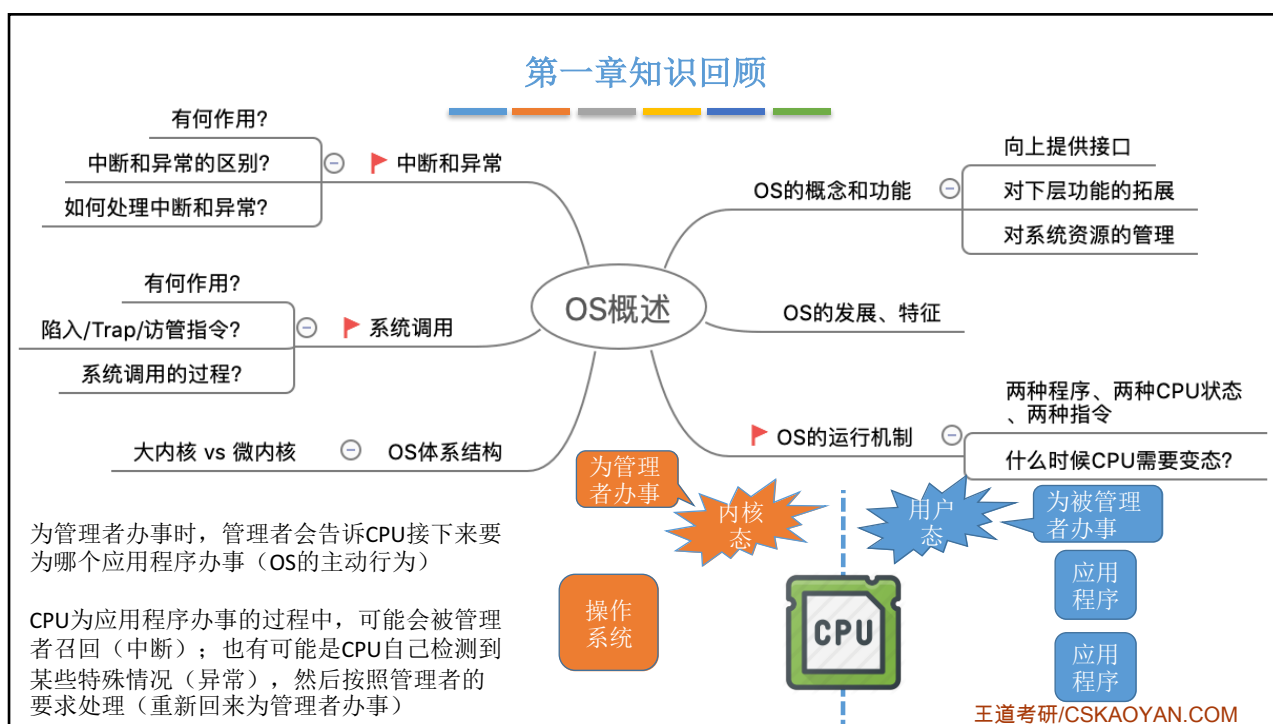 第一章知识回顾
有何作用?
中断和异常的区别?
如何处理中断和异常?
中断和异常
有何作用?
陷入/Trap/访管指令?
系统调用的过程?
系统调用
大内核 vs 微内核
OS体系结构
OS概述
OS的概念和功能
向上提供接口
对下层功能的拓展
对系统资源的管理
OS的发展、特征
OS的运行机制
两种程序、两种CPU状态
、两种指令
什么时候CPU需要变态?
为管理
者办事
内核
态
用户
态
为被管理
者办事
为管理者办事时，管理者会告诉CPU接下来要
为哪个应用程序办事（OS的主动行为）
CPU为应用程序办事的过程中，可能会被管理
者召回（中断）；也有可能是CPU自己检测到
某些特殊情况（异常），然后按照管理者的
要求处理（重新回来为管理者办事）
操作
系统
CPU
应用
程序
应用
程序
王道考研/CSKAOYAN.COM